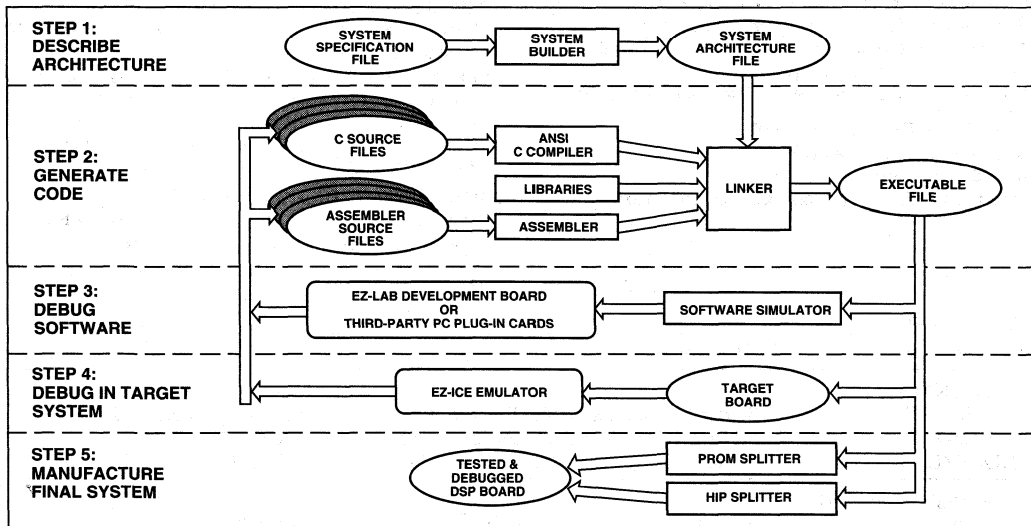 STEP 1:
DESCRIBE
ARCHITECTURE
SYSTEM
SPECIFICATION
FILE
SYSTEM
BUILDER
SYSTEM
ARCHITECTURE
FILE
STEP 2:
GENERATE
CODE
C SOURCE
FILES
ANSI
C COMPILER
LIBRARIES
ASSEMBLER
SOURCE
FILES
ASSEMBLER
LINKER
EXECUTABLE
FILE
STEP 3:
DEBUG
SOFTWARE
EZ-LAB DEVELOPMENT BOARD
OR
THIRD-PARTY PC PLUG-IN CARDS
SOFTWARE SIMULATOR
STEP 4:
DEBUG IN TARGET
SYSTEM
EZ-ICE EMULATOR
TARGET
BOARD
STEP 5:
MANUFACTURE
FINAL SYSTEM
TESTED &
DEBUGGED
DSP BOARD
PROM SPLITTER
HIP SPLITTER